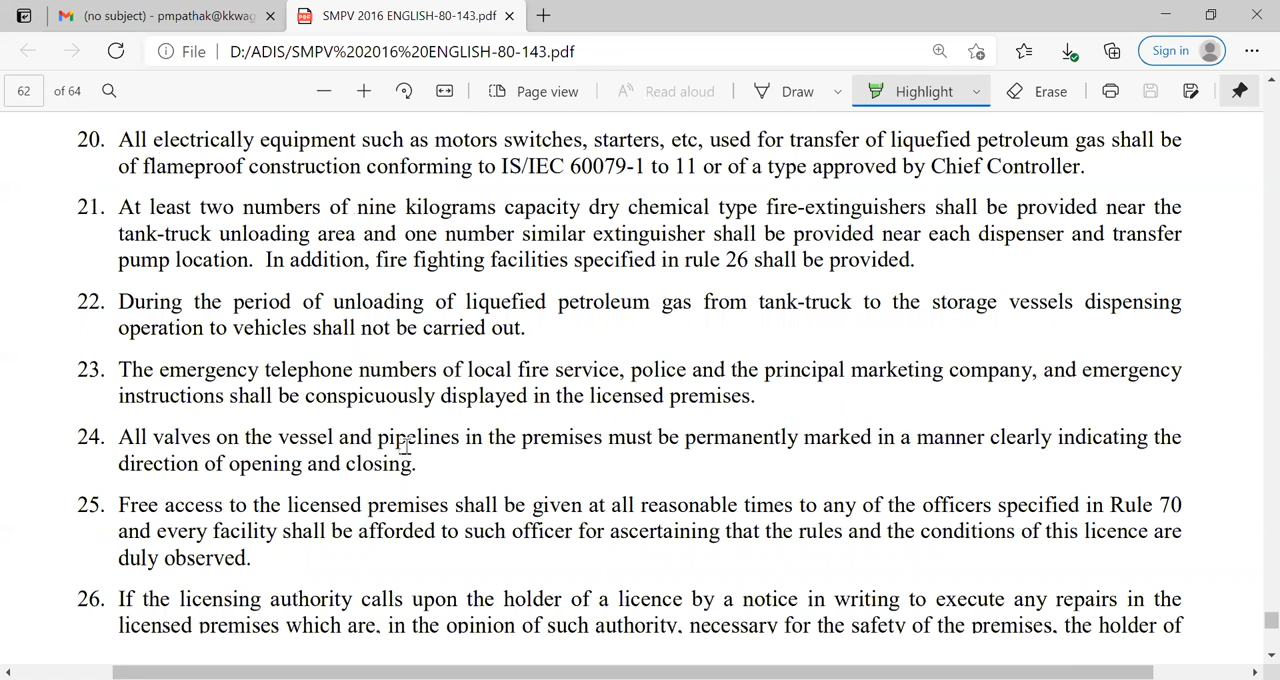 (no subject) - pmpathak@kkwag
SMPV 2016 ENGLISH-80-143.pdf
File
D:/ADIS/SMPV%202016%20ENGLISH-80-143.pdf
Sign in
62 of 64
Page view
Read aloud
Draw
Highlight
Erase
20. All electrically equipment such as motors switches, starters, etc, used for transfer of liquefied petroleum gas shall be
of flameproof construction conforming to IS/IEC 60079-1 to 11 or of a type approved by Chief Controller.
21. At least two numbers of nine kilograms capacity dry chemical type fire-extinguishers shall be provided near the
tank-truck unloading area and one number similar extinguisher shall be provided near each dispenser and transfer
pump location. In addition, fire fighting facilities specified in rule 26 shall be provided.
22. During the period of unloading of liquefied petroleum gas from tank-truck to the storage vessels dispensing
operation to vehicles shall not be carried out.
23. The emergency telephone numbers of local fire service, police and the principal marketing company, and emergency
instructions shall be conspicuously displayed in the licensed premises.
24. All valves on the vessel and pipelines in the premises must be permanently marked in a manner clearly indicating the
direction of opening and closing.
25. Free access to the licensed premises shall be given at all reasonable times to any of the officers specified in Rule 70
and every facility shall be afforded to such officer for ascertaining that the rules and the conditions of this licence are
duly observed.
26. If the licensing authority calls upon the holder of a licence by a notice in writing to execute any repairs in the
licensed premises which are, in the opinion of such authority, necessary for the safety of the premises, the holder of